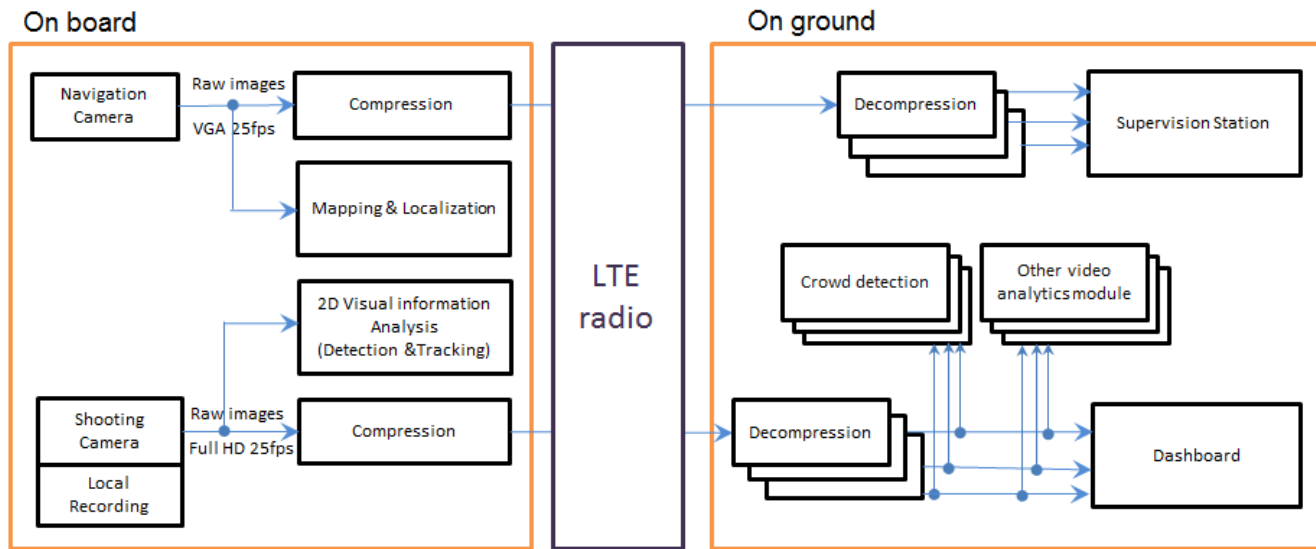 On board
On ground
Navigation
Camera
Raw images
VGA 25fps
Compression
Mapping & Localization
2D Visual information
Analysis
(Detection &Tracking)
Shooting
Camera
Local
Recording
Raw images
Full HD 25fps
Compression
LTE
radio
Decompression
Supervision Station
Crowd detection
Other video
analytics module
Decompression
Dashboard